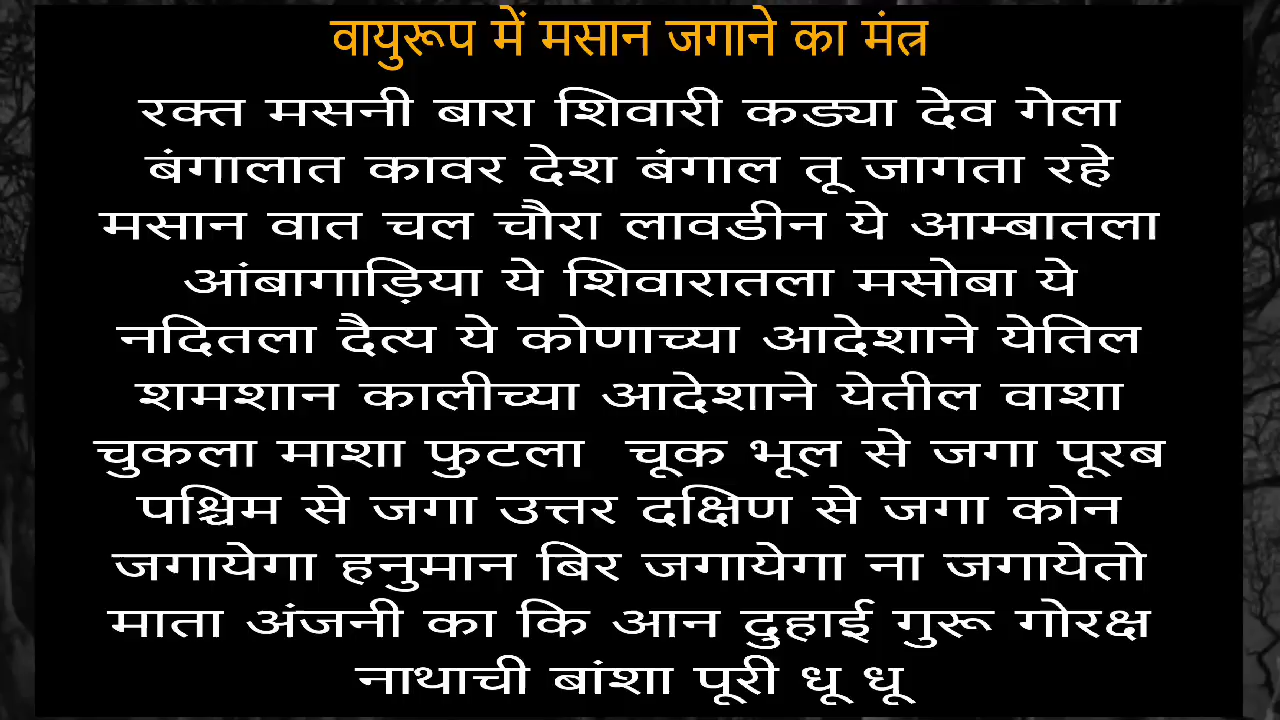 वायुरूप में मसान जगाने का मंत्र
रक्त मसनी बारा शिवारी कड्या देव गेला
बंगालात कावर देश बंगाल तू जागता रहे
मसान वात चल चौरा लावडीन ये आम्बातला
आंबागाड़िया ये शिवारातला मसोबा ये
नदितला दैत्य ये कोणाच्या आदेशाने येतिल
शमशान कालीच्या आदेशाने येतील वाशा
चुकला माशा फुटला चूक भूल से जगा पूरब
पश्चिम से जगा उत्तर दक्षिण से जगा कोन
जगायेगा हनुमान बिर जगायेगा ना जगायेतो
माता अंजनी का कि आन दुहाई गुरू गोरक्ष
नाथाची बांशा पूरी धू धू